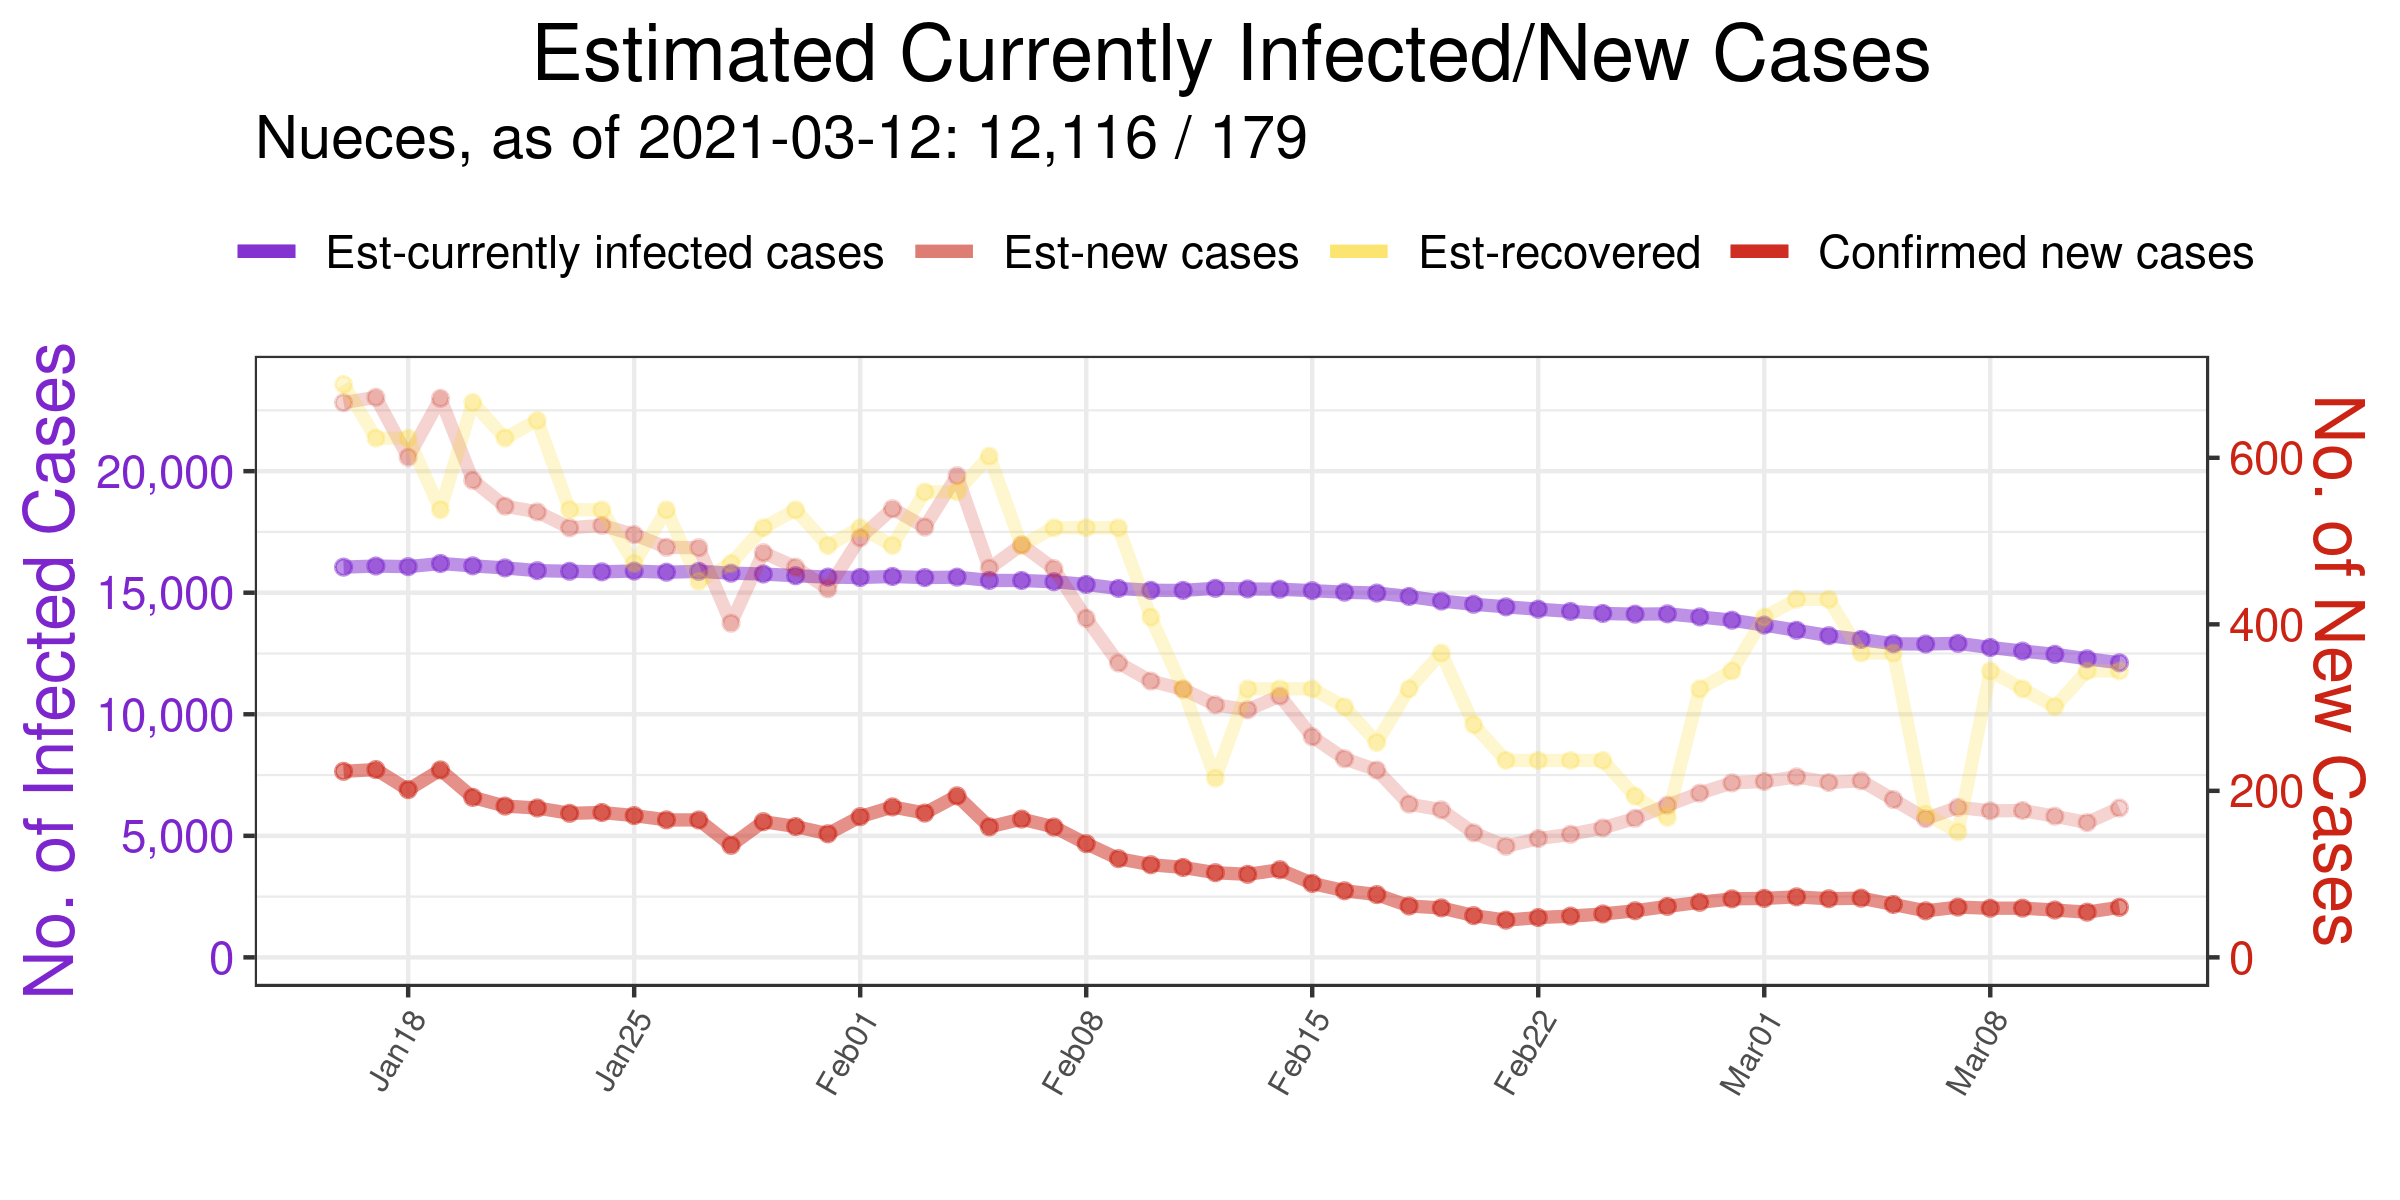 Estimated Currently Infected/New Cases
Nueces, as of 2021-03-12: 12,116 / 179
Est-currently infected cases Est-new cases Est-recovered Confirmed new cases
No. of Infected Cases
20,000
15,000
10,000
5,000
0
600
400
200
0
No. of New Cases
Jan18 Jan25 Feb01 Feb08 Feb15 Feb22 Mar01 Mar08